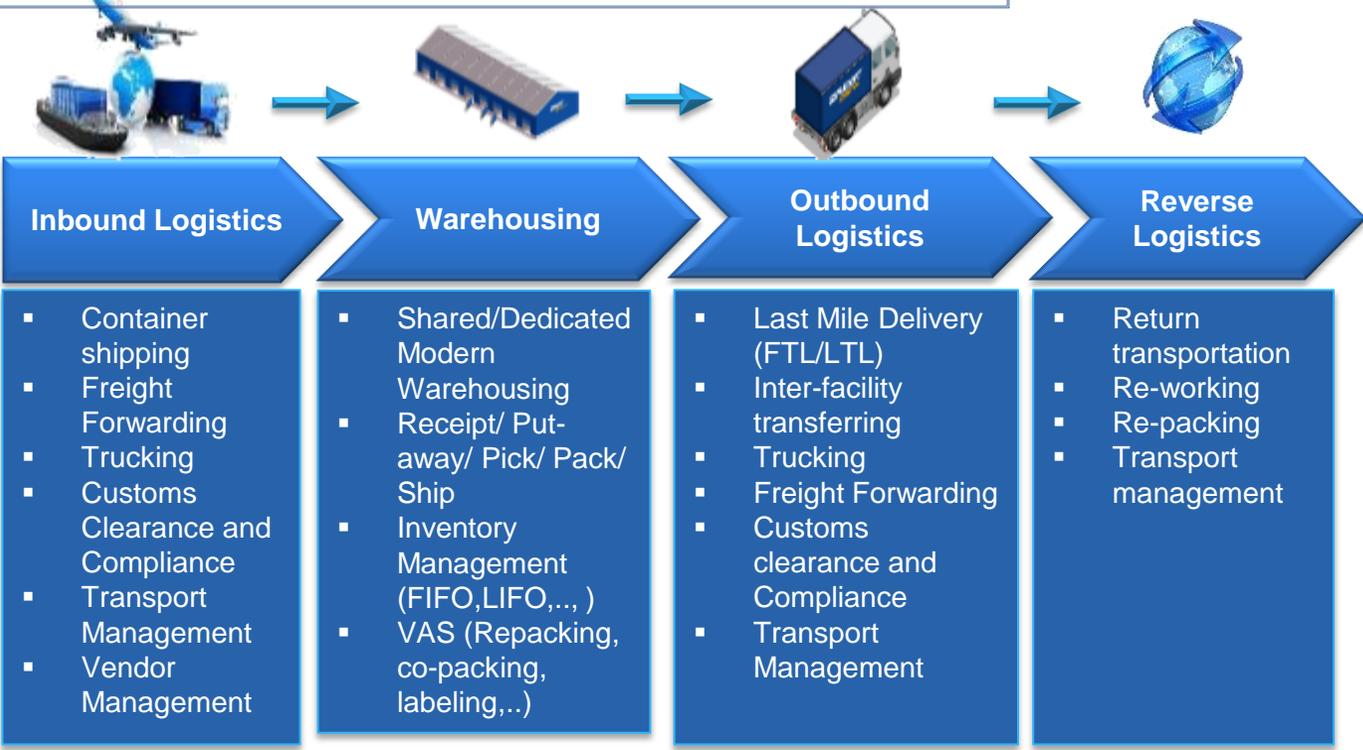 Inbound Logistics
Warehousing
Outbound
Logistics
Reverse
Logistics
▪ Container
shipping
▪ Freight
Forwarding
▪ Trucking
▪ Customs
Clearance and
Compliance
▪ Transport
Management
▪ Vendor
Management
▪ Shared/Dedicated
Modern
Warehousing
▪ Receipt/ Put-
away/ Pick/ Pack/
Ship
▪ Inventory
Management
(FIFO,LIFO,.., )
▪ VAS (Repacking,
co-packing,
labeling,..)
▪ Last Mile Delivery
(FTL/LTL)
▪ Inter-facility
transferring
▪ Trucking
▪ Freight Forwarding
▪ Customs
clearance and
Compliance
▪ Transport
Management
▪ Return
transportation
▪ Re-working
▪ Re-packing
▪ Transport
management